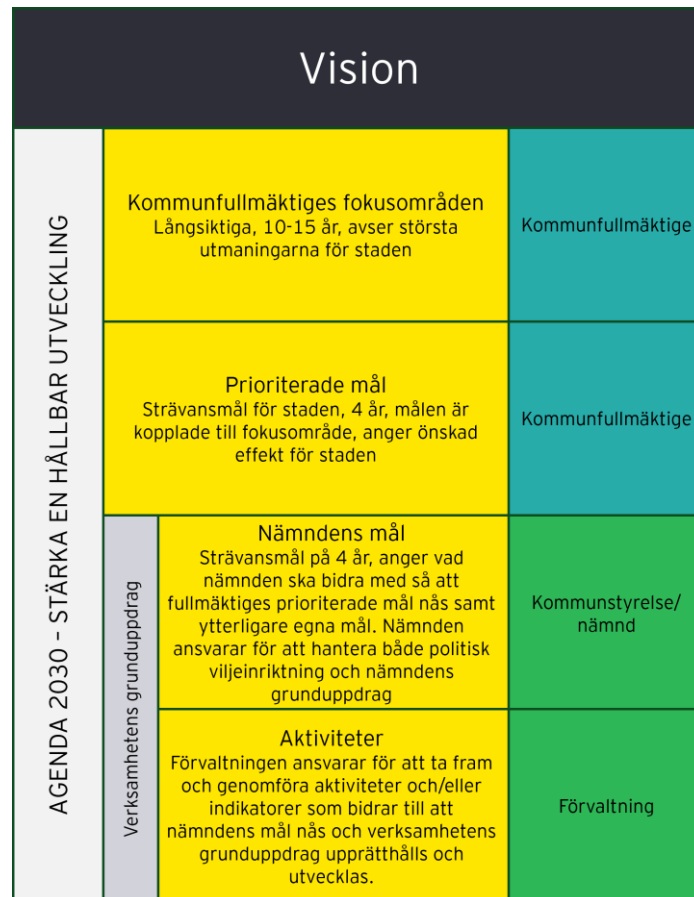 Vision
AGENDA 2030 – STÄRKA EN HÅLLBAR UTVECKLING
Kommunfullmäktiges fokusområden
Långsiktiga, 10-15 år, avser största
utmaningarna för staden
Kommunfullmäktige
Prioriterade mål
Strävansmål för staden, 4 år, målen är
kopplade till fokusområde, anger önskad
effekt för staden
Kommunfullmäktige
Verksamhetens grunduppdrag
Nämndens mål
Strävansmål på 4 år, anger vad
nämnden ska bidra med så att
fullmäktiges prioriterade mål nås samt
ytterligare egna mål. Nämnden
ansvarar för att hantera både politisk
viljeinriktning och nämndens
grunduppdrag
Kommunstyrelse/
nämnd
Aktiviteter
Förvaltningen ansvarar för att ta fram
och genomföra aktiviteter och/eller
indikatorer som bidrar till att
nämndens mål nås och verksamhetens
grunduppdrag upprätthålls och
utvecklas.
Förvaltning